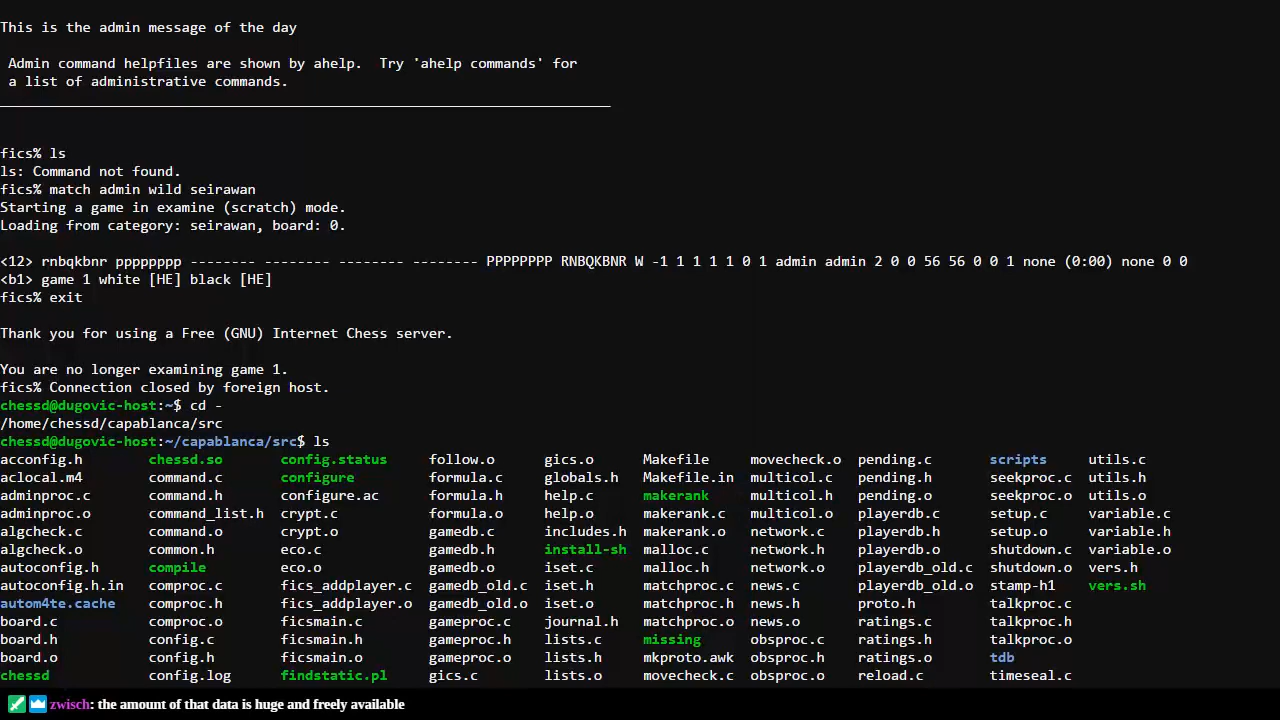 This is the admin message of the day
Admin command helpfiles are shown by ahelp.  Try 'ahelp commands' for
a list of administrative commands.
fics% ls
ls: Command not found.
fics% match admin wild seirawan
Starting a game in examine (scratch) mode.
Loading from category: seirawan, board: 0.
<12> rnbqkbnr pppppppp -------- -------- -------- -------- PPPPPPPP RNBQKBNR W -1 1 1 1 1 0 1 admin admin 2 0 0 56 56 0 0 1 none (0:00) none 0 0
<b1> game 1 white [HE] black [HE]
fics% exit
Thank you for using a Free (GNU) Internet Chess server.
You are no longer examining game 1.
fics% Connection closed by foreign host.
chessd@dugovic-host:~$ cd -
/home/chessd/capablanca/src
chessd@dugovic-host:~/capablanca/src$ ls
acconfig.h chessd.so config.status follow.o gics.o Makefile movecheck.o pending.c scripts utils.c
aclocal.m4 command.c configure formula.c globals.h Makefile.in multicol.c pending.h seekproc.c utils.h
adminproc.c command.h configure.ac formula.h help.c makerank multicol.h pending.o seekproc.o utils.o
adminproc.o command_list.h crypt.c formula.o help.o makerank.c multicol.o playerdb.c setup.c variable.c
algcheck.c command.o crypt.o gamedb.c includes.h makerank.o network.c playerdb.h setup.o variable.h
algcheck.o common.h eco.c gamedb.h install-sh malloc.c network.h playerdb.o shutdown.c variable.o
autoconfig.h compile eco.o gamedb.o iset.c malloc.h network.o playerdb_old.c shutdown.o vers.h
autoconfig.h.in comproc.c fics_addplayer.c gamedb_old.c iset.h matchproc.c news.c playerdb_old.o stamp-h1 vers.sh
autom4te.cache comproc.h fics_addplayer.o gamedb_old.o iset.o matchproc.h news.h proto.h talkproc.c
board.c comproc.o ficsmain.c gameproc.c journal.h matchproc.o news.o ratings.c talkproc.h
board.h config.c ficsmain.h gameproc.h lists.c missing obsproc.c ratings.h talkproc.o
board.o config.h ficsmain.o gameproc.o lists.h mkproto.awk obsproc.h ratings.o tdb
chessd config.log findstatic.pl gics.c lists.o movecheck.c obsproc.o reload.c timeseal.c
zwisch: the amount of that data is huge and freely available